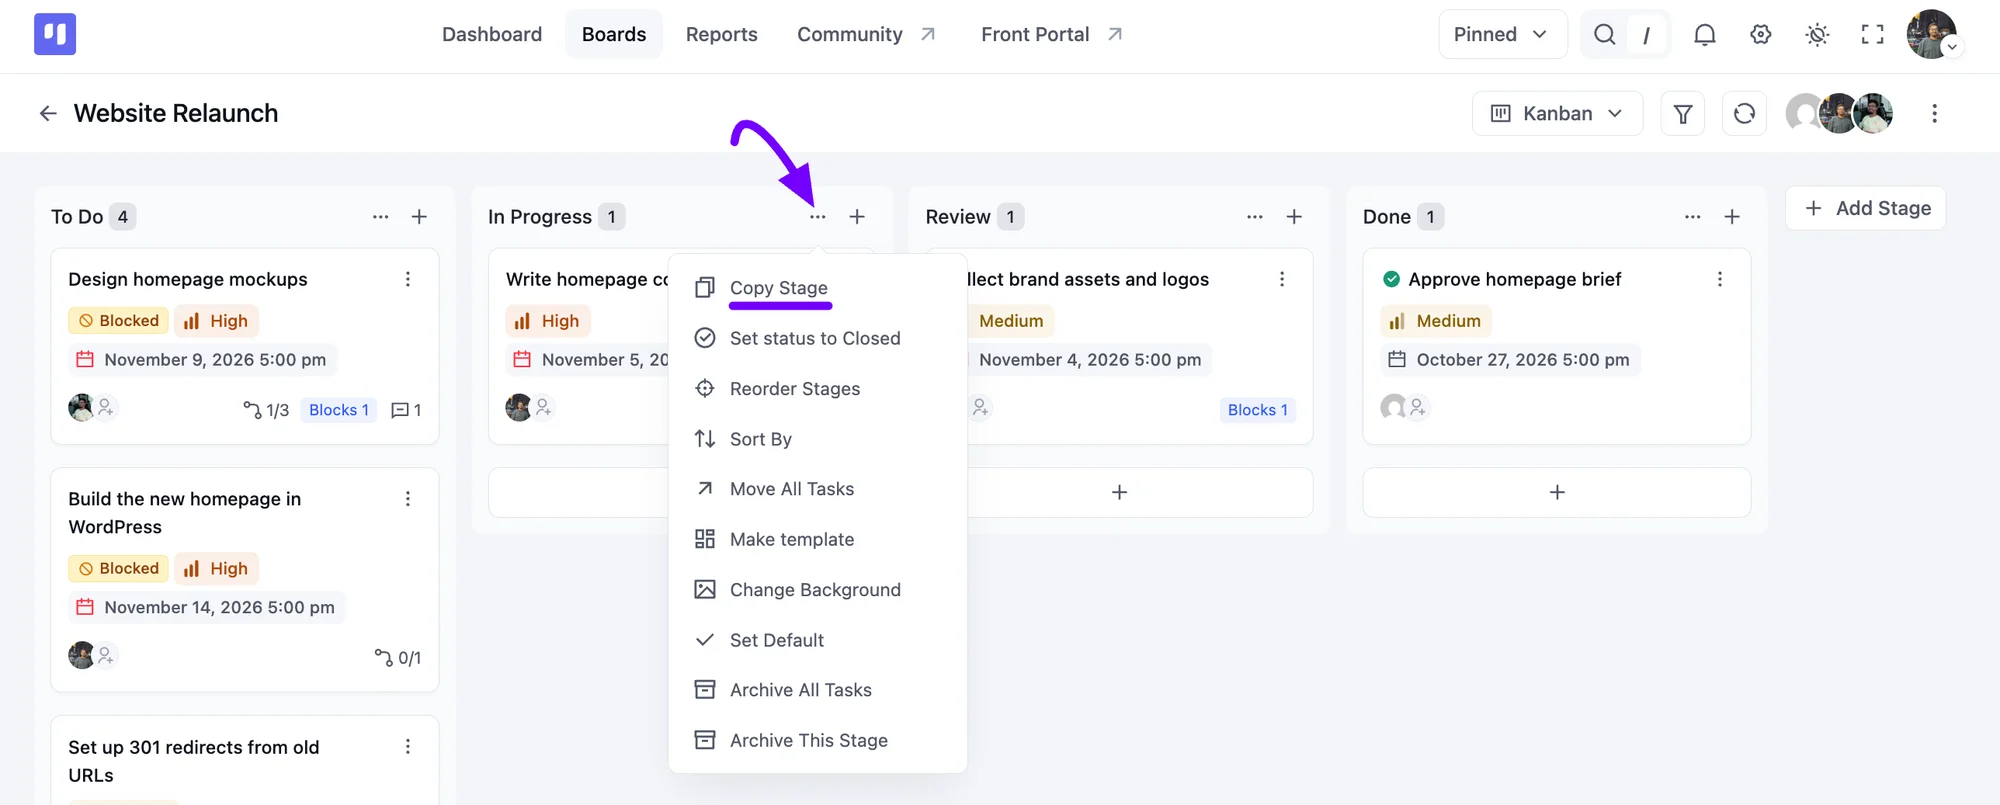 Dashboard
Boards
Reports
Community
Front Portal
Pinned
/
Website Relaunch
Kanban
To Do 4
Design homepage mockups
Blocked
High
November 9, 2026 5:00 pm
1/3
Blocks 1
1
Build the new homepage in
WordPress
Blocked
High
November 14, 2026 5:00 pm
0/1
Set up 301 redirects from old
URLs
In Progress 1
Write homepage
High
November 5,
Copy Stage
Set status to Closed
Reorder Stages
Sort By
Move All Tasks
Make template
Change Background
Set Default
Archive All Tasks
Archive This Stage
Review 1
brand assets and logos
Medium
November 4, 2026 5:00 pm
Blocks 1
Done 1
Approve homepage brief
Medium
October 27, 2026 5:00 pm
Add Stage